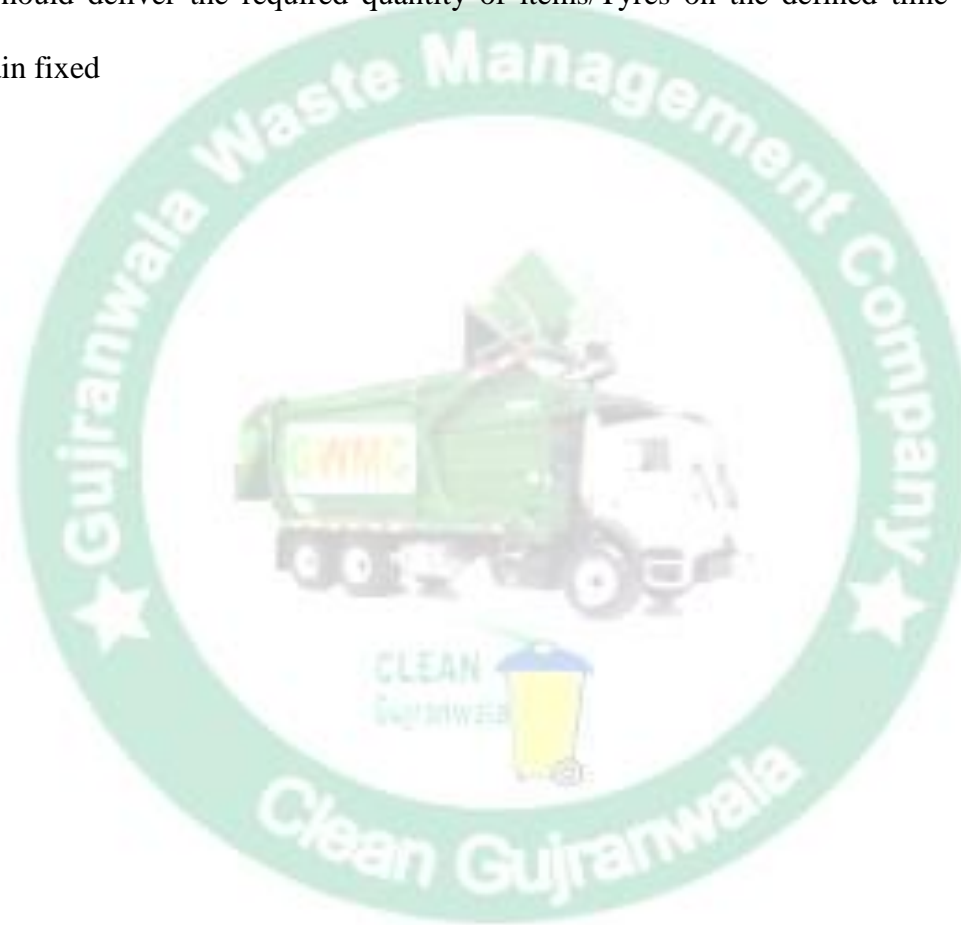 hould deliver the required quantity of items/Tyres on the defined time
in fixed
Gujranwala Waste Management Company
GWMC
CLEAN
Gujranwala
Clean Gujranwala